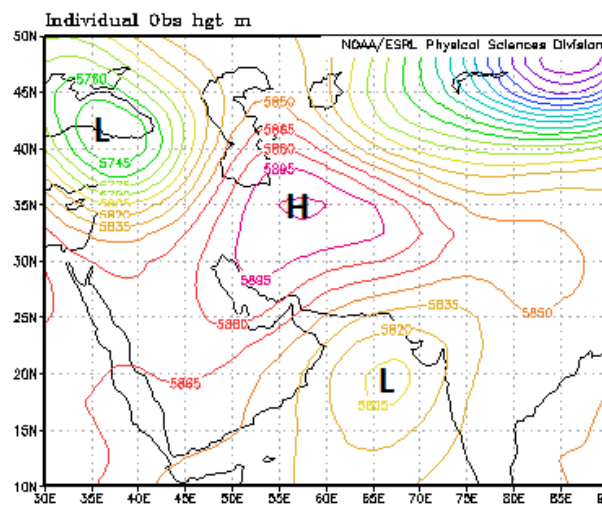 Individual Obs hgt m
NOAA/ESRL Physical Sciences Division
50N
45N
40N
35N
30N
25N
20N
15N
10N
30E
35E
40E
45E
50E
55E
60E
65E
70E
75E
80E
85E
5760
L
5745
5820
5835
5850
5865
5880
5895
H
5895
5880
5865
5850
5835
5820
L
5805